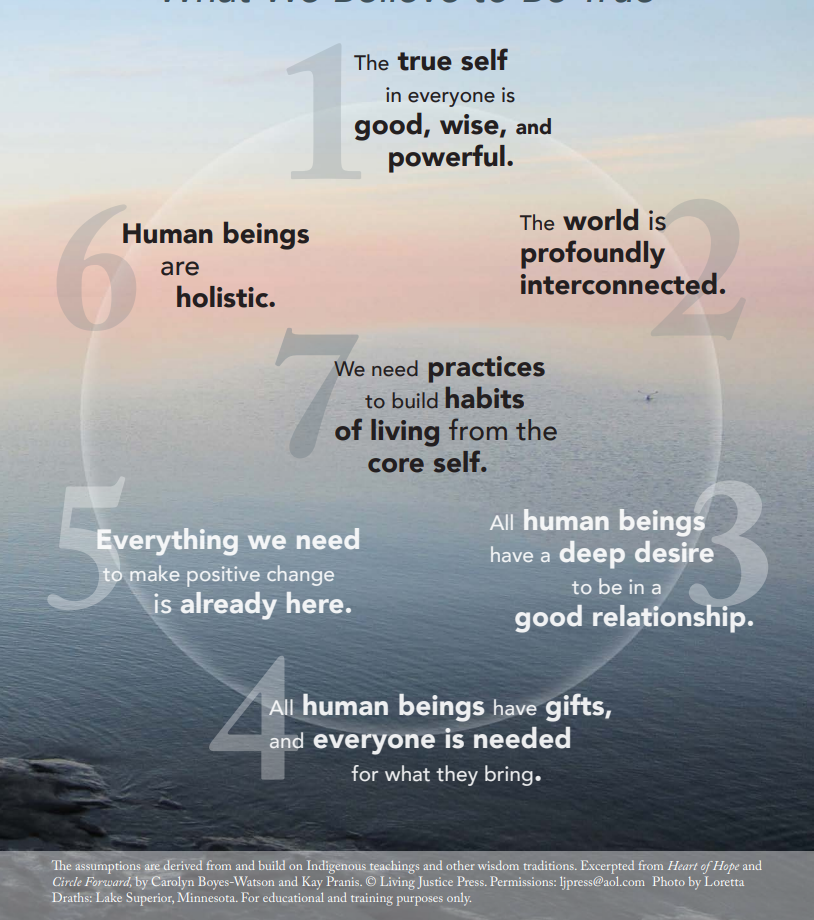 What We Believe to Be True
1
The true self
in everyone is
good, wise, and
powerful.
2
The world is
profoundly
interconnected.
3
All human beings
have a deep desire
to be in a
good relationship.
4
All human beings have gifts,
and everyone is needed
for what they bring.
5
Everything we need
to make positive change
is already here.
6
Human beings
are
holistic.
7
We need practices
to build habits
of living from the
core self.
The assumptions are derived from and build on Indigenous teachings and other wisdom traditions. Excerpted from Heart of Hope and
Circle Forward, by Carolyn Boyes-Watson and Kay Pranis. © Living Justice Press. Permissions: ljpress@aol.com Photo by Loretta
Draths: Lake Superior, Minnesota. For educational and training purposes only.